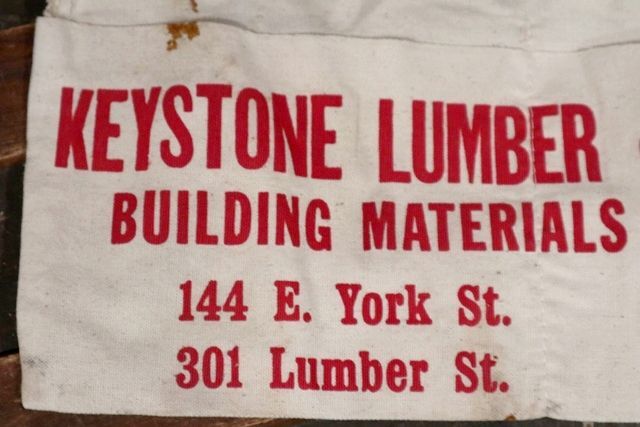 KEYSTONE LUMBER
BUILDING MATERIALS
144 E. York St.
301 Lumber St.